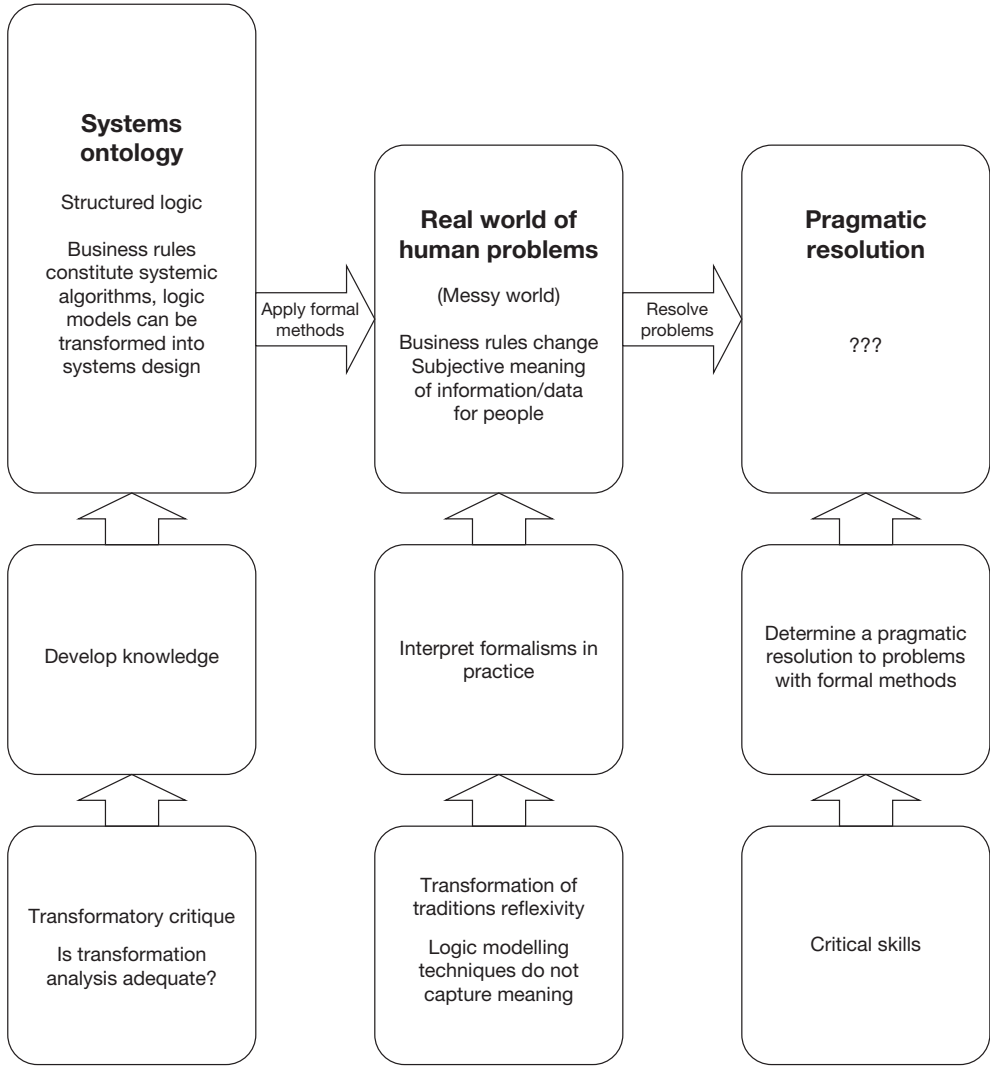 Systems
ontology
Structured logic
Business rules
constitute systemic
algorithms, logic
models can be
transformed into
systems design
Apply formal
methods
Real world of
human problems
(Messy world)
Business rules change
Subjective meaning
of information/data
for people
Resolve
problems
Pragmatic
resolution
???
Develop knowledge
Interpret formalisms in
practice
Determine a pragmatic
resolution to problems
with formal methods
Transformatory critique
Is transformation
analysis adequate?
Transformation of
traditions reflexivity
Logic modelling
techniques do not
capture meaning
Critical skills